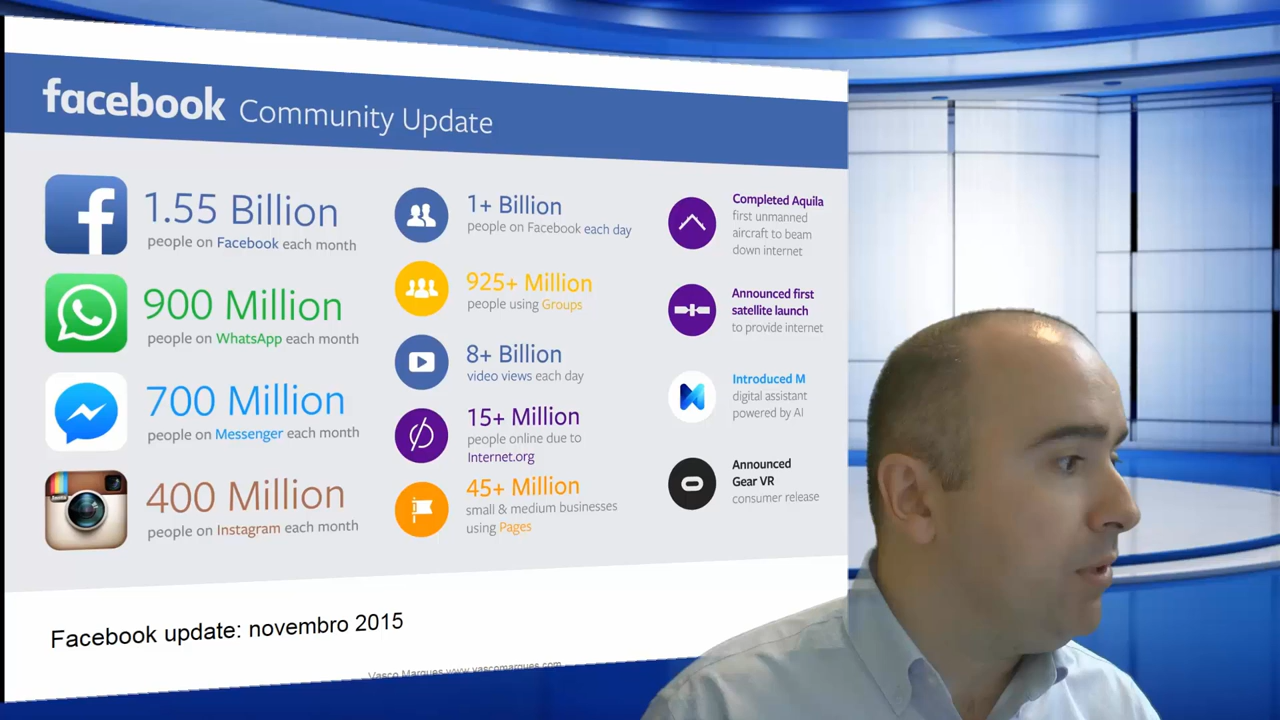 facebook Community Update
1.55 Billion
people on Facebook each month
900 Million
people on WhatsApp each month
700 Million
people on Messenger each month
400 Million
people on Instagram each month
1+ Billion
people on Facebook each day
925+ Million
people using Groups
8+ Billion
video views each day
15+ Million
people online due to
Internet.org
45+ Million
small & medium businesses
using Pages
Completed Aquila
first unmanned
aircraft to beam
down internet
Announced first
satellite launch
to provide internet
Introduced M
digital assistant
powered by AI
Announced
Gear VR
consumer release
Facebook update: novembro 2015
Vasco Marques www.vascomarques.com